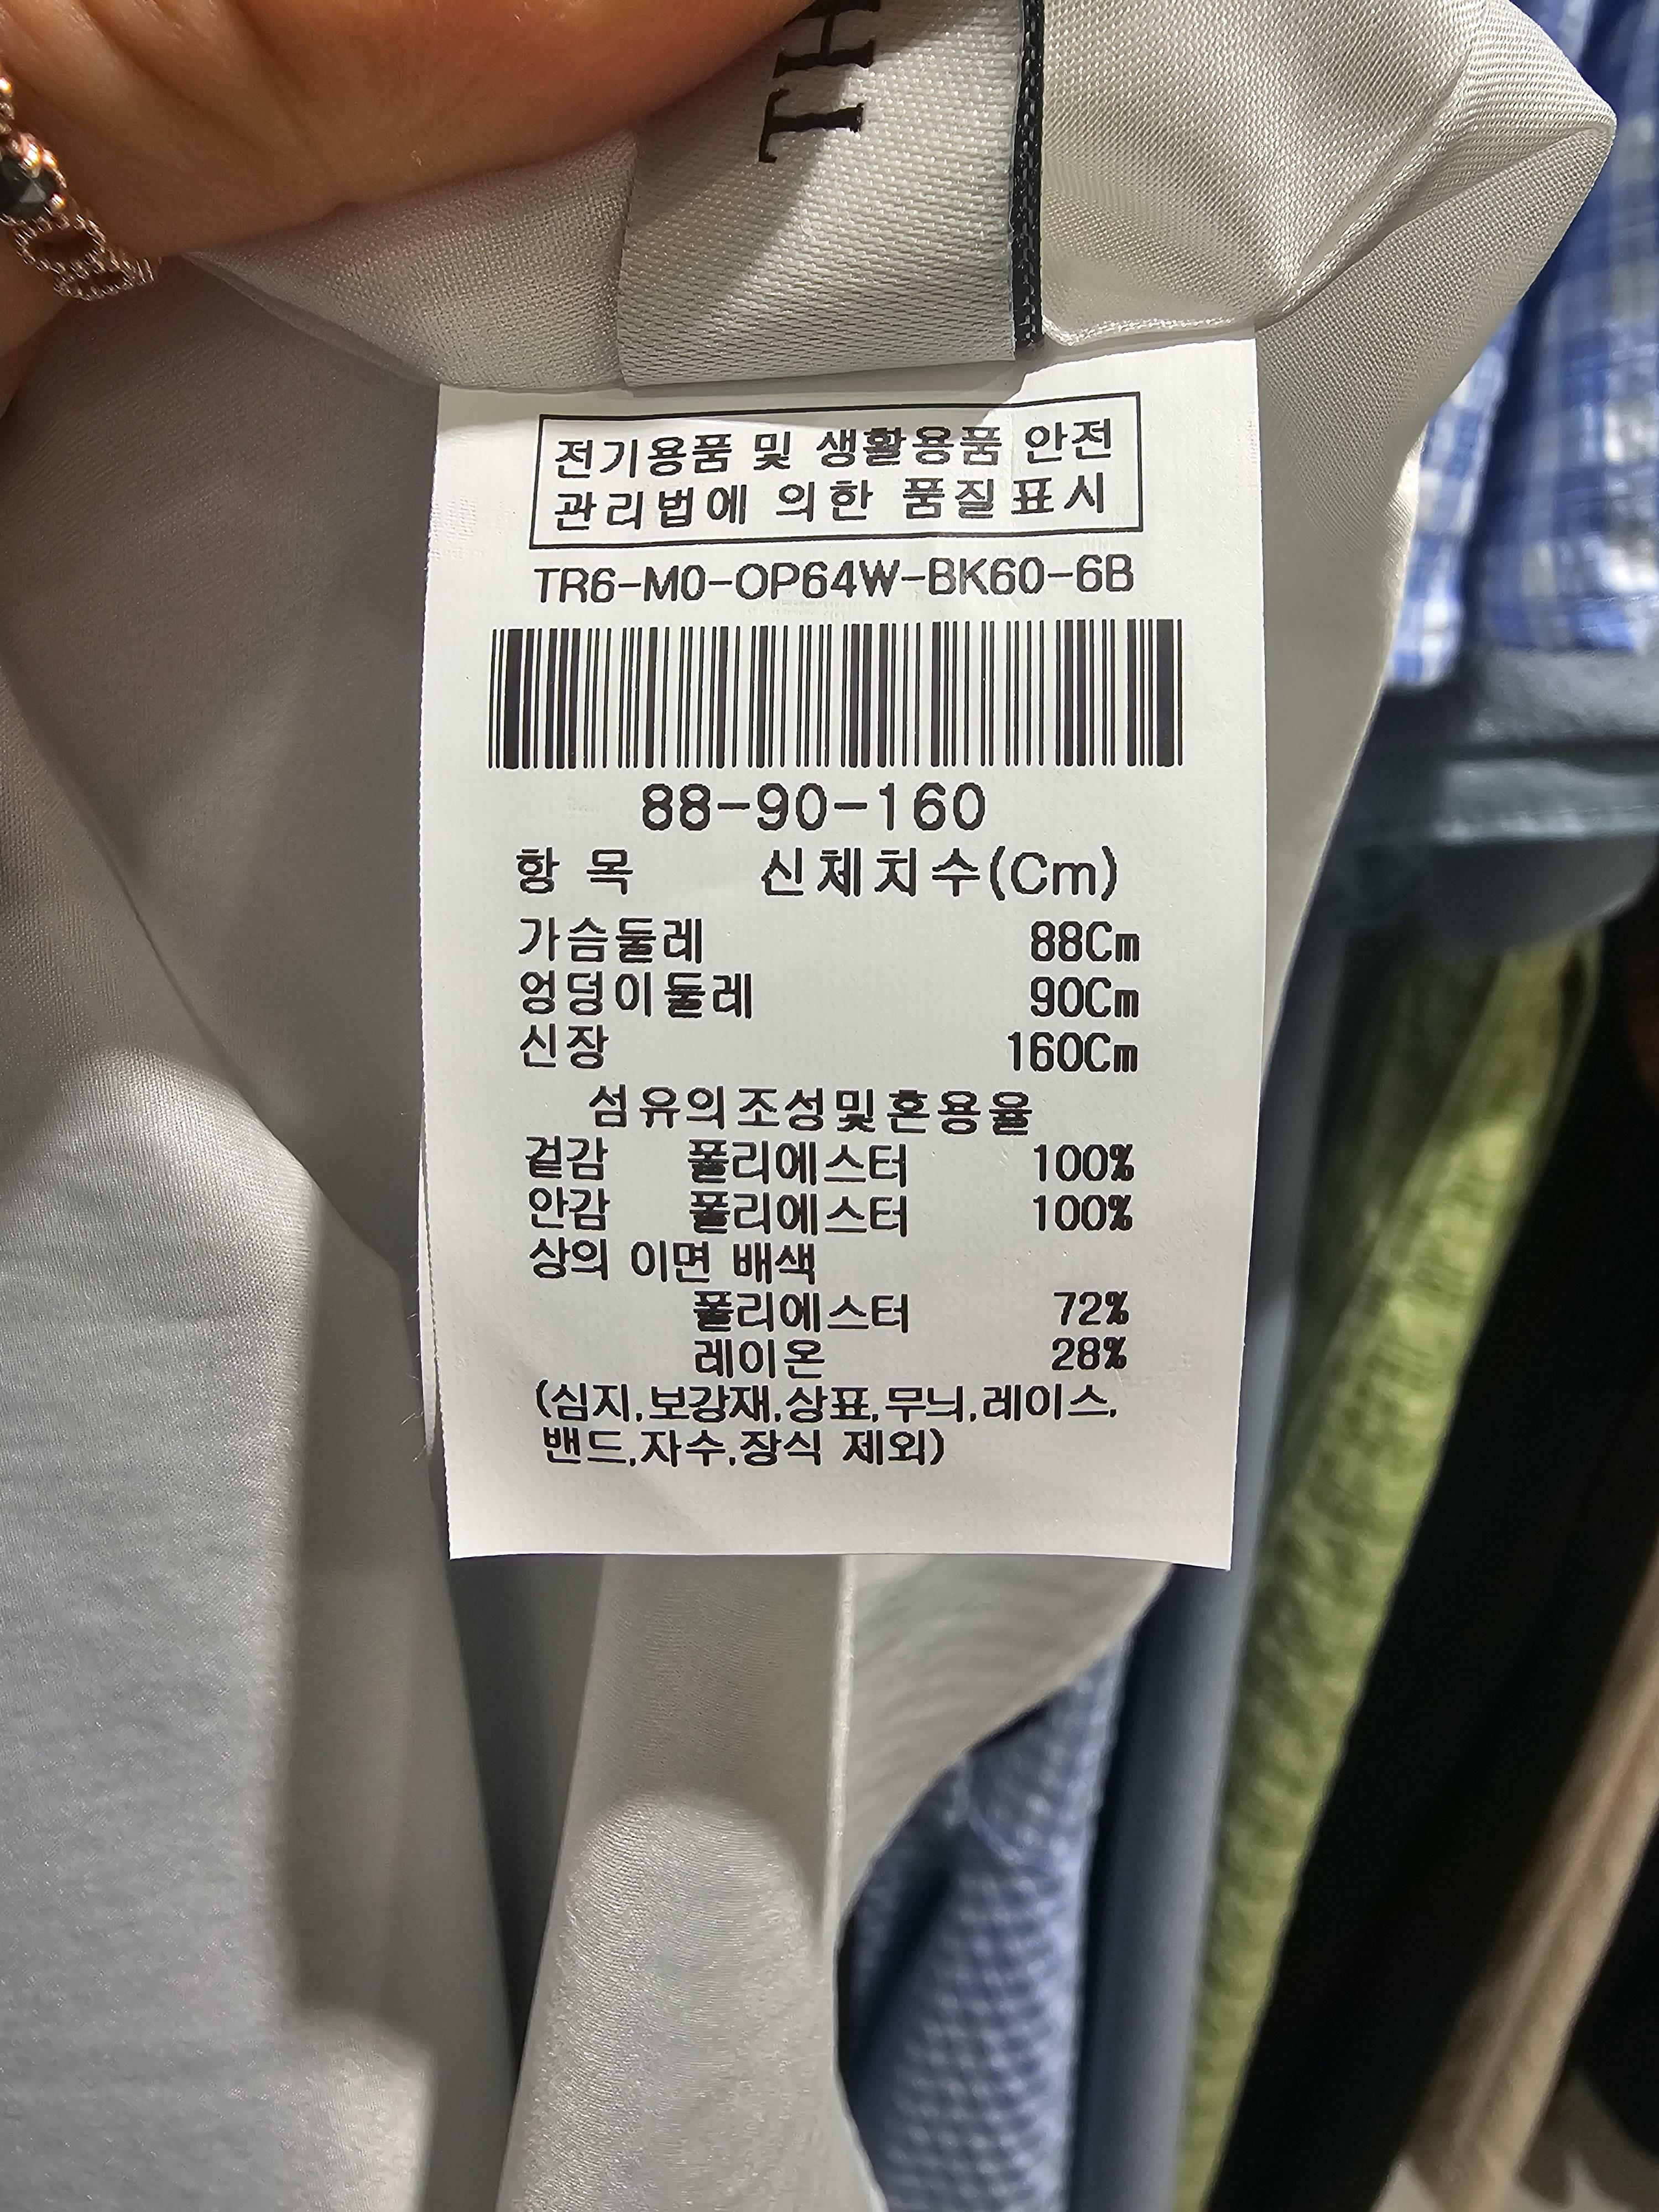 TH
전기용품 및 생활용품 안전
관리법에 의한 품질표시
TR6-M0-OP64W-BK60-6B
88-90-160
항 목 신체치수(Cm)
가슴둘레 88Cm
엉덩이둘레 90Cm
신장 160Cm
섬유의조성및혼용율
겉감 폴리에스터 100%
안감 폴리에스터 100%
상의 이면 배색
폴리에스터 72%
레이온 28%
(심지,보강재,상표,무늬,레이스,
밴드,자수,장식 제외)